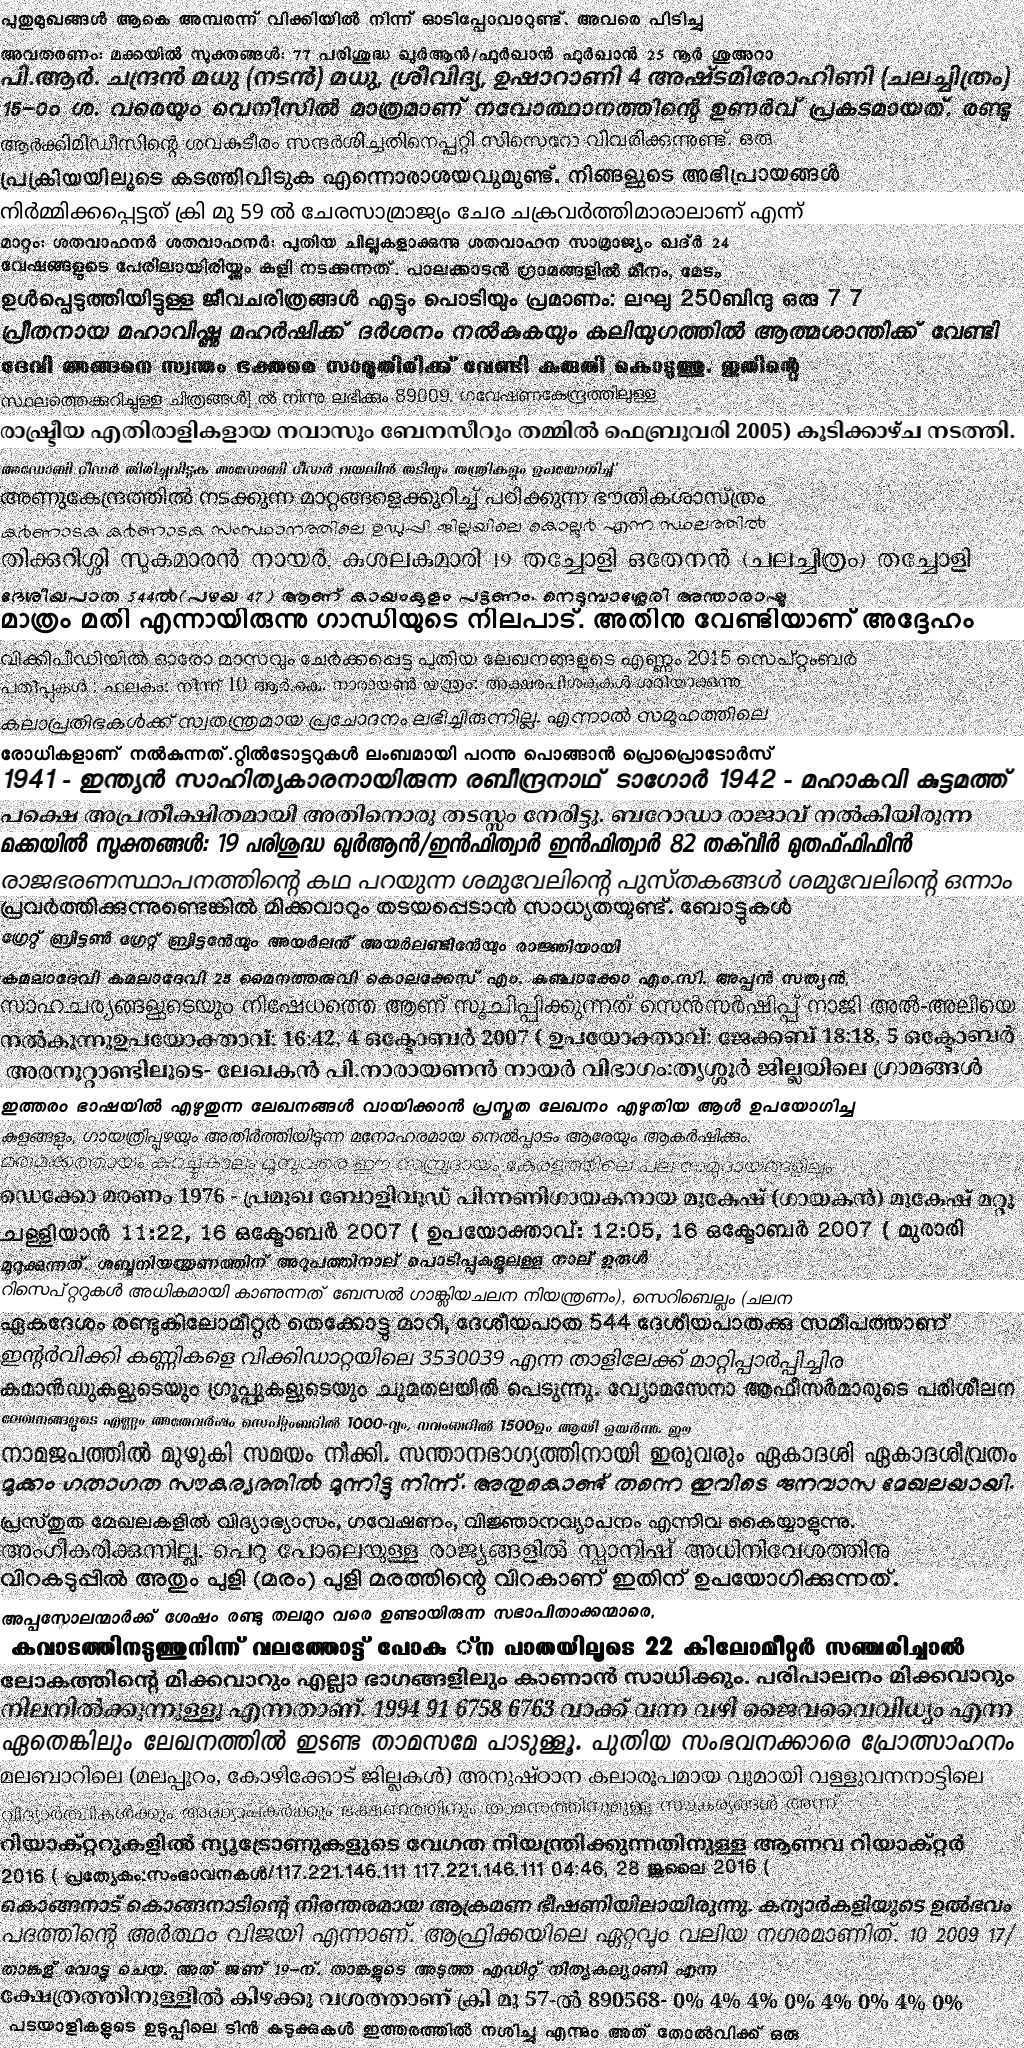 പുതുമുഖങ്ങൾ ആകെ അമ്പരന്ന് വിക്കിയിൽ നിന്ന് ഓടിപ്പോവാറുണ്ട്. അവരെ പിടിച്ചു
അവതരണം: മക്കയിൽ സൂക്തങ്ങൾ: 77 പരിശുദ്ധ ഖുർആൻ/ഫുർഖാൻ ഫുർഖാൻ 25 നൂർ ശുഅറാ
പി.ആർ. ചന്ദ്രൻ മധു (നടൻ) മധു, ശ്രീവിദ്യ, ഉഷാറാണി 4 അഷ്ടമിരോഹിണി (ചലച്ചിത്രം)
15-ാം ശ. വരെയും വെനീസിൽ മാത്രമാണ് നവോത്ഥാനത്തിന്റെ ഉണർവ് പ്രകടമായത്. രണ്ടു
ആർക്കിമിഡീസിന്റെ ശവകുടീരം സന്ദർശിച്ചതിനെപ്പറ്റി സിസെറോ വിവരിക്കുന്നുണ്ട്. ഒരു
പ്രക്രിയയിലൂടെ കടത്തിവിടുക എന്നൊരാശയവുമുണ്ട്. നിങ്ങളുടെ അഭിപ്രായങ്ങൾ
നിർമ്മിക്കപ്പെട്ടത് ക്രി മു 59 ൽ ചേരസാമ്രാജ്യം ചേര ചക്രവർത്തിമാരാലാണ് എന്ന്
മാറ്റം: ശതവാഹനർ ശതവാഹനർ: പുതിയ ചില്ലുകളാക്കുന്നു ശതവാഹന സാമ്രാജ്യം ഖദ്ർ 24
വേഷങ്ങളുടെ പേരിലായിരിയ്ക്കും കളി നടക്കുന്നത്. പാലക്കാടൻ ഗ്രാമങ്ങളിൽ മീനം, മേടം
ഉൾപ്പെടുത്തിയിട്ടുള്ള ജീവചരിത്രങ്ങൾ എട്ടും പൊടിയും പ്രമാണം: ലഘു 250ബിന്ദു ഒരു 7 7
പ്രീതനായ മഹാവിഷ്ണു മഹർഷിക്ക് ദർശനം നൽകുകയും കലിയുഗത്തിൽ ആത്മശാന്തിക്ക് വേണ്ടി
ദേവി അങ്ങനെ സ്വന്തം ഭക്തരെ സാമൂതിരിക്ക് വേണ്ടി കുരുതി കൊടുത്തു. ഇതിന്റെ
സ്ഥലത്തെക്കുറിച്ചുള്ള ചിത്രങ്ങൾ] ൽ നിന്നു ലഭിക്കും 89009, ഗവേഷണകേന്ദ്രത്തിലുള്ള
രാഷ്ട്രീയ എതിരാളികളായ നവാസും ബേനസീറും തമ്മിൽ ഫെബ്രുവരി 2005) കൂടിക്കാഴ്ച നടത്തി.
അഡോബി റീഡർ തിരിച്ചുവിടുക അഡോബി റീഡർ വയലിൻ തടിയും തന്ത്രികളും ഉപയോഗിച്ച്
അണുകേന്ദ്രത്തിൽ നടക്കുന്ന മാറ്റങ്ങളെക്കുറിച്ച് പഠിക്കുന്ന ഭൗതികശാസ്ത്രം
കർണാടക കർണാടക സംസ്ഥാനത്തിലെ ഉഡുപ്പി ജില്ലയിലെ കൊല്ലൂർ എന്ന സ്ഥലത്തിൽ
തിക്കുറിശ്ശി സുകുമാരൻ നായർ, കുശലകുമാരി 19 തച്ചോളി ഒതേനൻ (ചലച്ചിത്രം) തച്ചോളി
ദേശീയപാത 544ൽ(പഴയ 47) ആണ് കായംകുളം പട്ടണം. നെടുമ്പാശ്ശേരി അന്താരാഷ്ട്ര
മാത്രം മതി എന്നായിരുന്നു ഗാന്ധിയുടെ നിലപാട്. അതിനു വേണ്ടിയാണ് അദ്ദേഹം
വിക്കിപീഡിയിൽ ഓരോ മാസവും ചേർക്കപ്പെട്ട പുതിയ ലേഖനങ്ങളുടെ എണ്ണം 2015 സെപ്റ്റംബർ
പതിപ്പുകൾ : ഫലകം: നിന്ന് 10 ആർ.കെ. നാരായൺ യന്ത്രം: അക്ഷരപിശകുകൾ ശരിയാക്കുന്നു
കലാപ്രതിഭകൾക്ക് സ്വതന്ത്രമായ പ്രചോദനം ലഭിച്ചിരുന്നില്ല. എന്നാൽ സമൂഹത്തിലെ
രോധികളാണ് നൽകുന്നത്.റ്റിൽടോട്ടറുകൾ ലംബമായി പറന്നു പൊങ്ങാൻ പ്രൊപ്രൊടോർസ്
1941 - ഇന്ത്യൻ സാഹിത്യകാരനായിരുന്ന രബീന്ദ്രനാഥ് ടാഗോർ 1942 - മഹാകവി കുട്ടമത്ത്
പക്ഷെ അപ്രതീക്ഷിതമായി അതിനൊരു തടസ്സം നേരിട്ടു. ബറോഡാ രാജാവ് നൽകിയിരുന്ന
മക്കയിൽ സൂക്തങ്ങൾ: 19 പരിശുദ്ധ ഖുർആൻ/ഇൻഫിത്വാർ ഇൻഫിത്വാർ 82 തക്‌വീർ മുതഫ്ഫിഫിൻ
രാജഭരണസ്ഥാപനത്തിന്റെ കഥ പറയുന്ന ശമുവേലിന്റെ പുസ്തകങ്ങൾ ശമുവേലിന്റെ ഒന്നാം
പ്രവർത്തിക്കുന്നുണ്ടെങ്കിൽ മിക്കവാറും തടയപ്പെടാൻ സാധ്യതയുണ്ട്. ബോട്ടുകൾ
ഗ്രേറ്റ് ബ്രിട്ടൺ ഗ്രേറ്റ് ബ്രിട്ടന്റേയും അയർലന്റ് അയർലണ്ടിന്റേയും രാജ്ഞിയായി
കമലാദേവി കമലാദേവി 25 മൈനത്തരുവി കൊലക്കേസ് എം. കുഞ്ചാക്കോ എം.സി. അപ്പൻ സത്യൻ,
സാഹചര്യങ്ങളുടെയും നിഷേധത്തെ ആണ് സൂചിപ്പിക്കുന്നത് സെൻസർഷിപ്പ് നാജി അൽ-അലിയെ
നൽകുന്നുഉപയോക്താവ്: 16:42, 4 ഒക്ടോബർ 2007 ( ഉപയോക്താവ്: ജേക്കബ് 18:18, 5 ഒക്ടോബർ
അരനൂറ്റാണ്ടിലൂടെ- ലേഖകൻ പി.നാരായണൻ നായർ വിഭാഗം:തൃശ്ശൂർ ജില്ലയിലെ ഗ്രാമങ്ങൾ
ഇത്തരം ഭാഷയിൽ എഴുതുന്ന ലേഖനങ്ങൾ വായിക്കാൻ പ്രസ്തുത ലേഖനം എഴുതിയ ആൾ ഉപയോഗിച്ച
കുളങ്ങളും, ഗായത്രിപ്പുഴയും അതിർത്തിയിടുന്ന മനോഹരമായ നെൽപ്പാടം ആരേയും ആകർഷിക്കും.
മരുമക്കത്തായം കുറച്ചുകാലം മുമ്പുവരെ ഈ സമ്പ്രദായം കേരളത്തിലെ പല സമുദായങ്ങളിലും
ഡെക്കോ മരണം 1976 - പ്രമുഖ ബോളിവുഡ് പിന്നണിഗായകനായ മുകേഷ് (ഗായകൻ) മുകേഷ് മറ്റൂ
ചള്ളിയാൻ 11:22, 16 ഒക്ടോബർ 2007 ( ഉപയോക്താവ്: 12:05, 16 ഒക്ടോബർ 2007 ( മുരാരി
മുറുക്കുന്നത്. ശബ്ദനിയന്ത്രണത്തിന് അറുപത്തിനാല് പൊടിപ്പുകളുലുള്ള നാല് ഉരുൾ
റിസെപ്റ്ററുകൾ അധികമായി കാണുന്നത് ബേസൽ ഗാങ്ഗ്ലിയചലന നിയന്ത്രണം), സെറിബെല്ലം (ചലന
ഏകദേശം രണ്ടുകിലോമീറ്റർ തെക്കോട്ടു മാറി, ദേശീയപാത 544 ദേശീയപാതക്കു സമീപത്താണ്
ഇന്റർവിക്കി കണ്ണികളെ വിക്കിഡാറ്റയിലെ 3530039 എന്ന താളിലേക്ക് മാറ്റിപ്പാർപ്പിച്ചിര
കമാൻഡുകളുടെയും ഗ്രൂപ്പുകളുടെയും ചുമതലയിൽ പെടുന്നു. വ്യോമസേനാ ആഫീസർമാരുടെ പരിശീലന
ലേഖനങ്ങളുടെ എണ്ണം അതേവർഷം സെപ്റ്റംബറിൽ 1000-വും, നവംബറിൽ 1500ഉം ആയി ഉയർന്നു. ഈ
നാമജപത്തിൽ മുഴുകി സമയം നീക്കി. സന്താനഭാഗ്യത്തിനായി ഇരുവരും ഏകാദശി ഏകാദശീവ്രതം
മുക്കം ഗതാഗത സൗകര്യരത്തിൽ മുന്നിട്ടു നിന്ന്. അതുകൊണ്ട് തന്നെ ഇവിടെ ജനവാസ മേഖലയായി.
പ്രസ്തുത മേഖലകളിൽ വിദ്യാഭ്യാസം, ഗവേഷണം, വിജ്ഞാനവ്യാപനം എന്നിവ കൈയ്യാളുന്നു.
അംഗീകരിക്കുന്നില്ല. പെറു പോലെയുള്ള രാജ്യങ്ങളിൽ സ്പാനിഷ് അധിനിവേശത്തിനു
വിറകടുപ്പിൽ അതും പുളി (മരം) പുളി മരത്തിന്റെ വിറകാണ് ഇതിന് ഉപയോഗിക്കുന്നത്.
അപ്പസോലന്മാർക്ക് ശേഷം രണ്ടു തലമുറ വരെ ഉണ്ടായിരുന്ന സഭാപിതാക്കന്മാരെ,
കവാടത്തിനടുത്തുനിന്ന് വലത്തോട്ട് പോകു ്ന പാതയിലൂടെ 22 കിലോമീറ്റർ സഞ്ചരിച്ചാൽ
ലോകത്തിന്റെ മിക്കവാറും എല്ലാ ഭാഗങ്ങളിലും കാണാൻ സാധിക്കും. പരിപാലനം മിക്കവാറും
നിലനിൽക്കുന്നുള്ളൂ എന്നതാണ്. 1994 91 6758 6763 വാക്ക് വന്ന വഴി ജൈവവൈവിധ്യം എന്ന
ഏതെങ്കിലും ലേഖനത്തിൽ ഇടണ്ട താമസമേ പാടുള്ളൂ. പുതിയ സംഭവനക്കാരെ പ്രോത്സാഹനം
മലബാറിലെ (മലപ്പുറം, കോഴിക്കോട് ജില്ലകൾ) അനുഷ്ഠാന കലാരൂപമായ വുമായി വള്ളുവനനാട്ടിലെ
വിദ്യാർത്ഥികൾക്കും അദ്ധ്യാപകർക്കും ഭക്ഷണത്തിനും താമസത്തിനുമുള്ള സൗകര്യങ്ങൾ അന്ന്
റിയാക്റ്ററുകളിൽ ന്യൂട്രോണുകളുടെ വേഗത നിയന്ത്രിക്കുന്നതിനുള്ള ആണവ റിയാക്റ്റർ
2016 ( പ്രത്യേകം:സംഭാവനകൾ/117.221.146.111 117.221.146.111 04:46, 28 ജൂലൈ 2016 (
കൊങ്ങനാട് കൊങ്ങനാടിന്റെ നിരന്തരമായ ആക്രമണ ഭീഷണിയിലായിരുന്നു. കന്യാർകളിയുടെ ഉൽഭവം
പദത്തിന്റെ അർത്ഥം വിജയി എന്നാണ്. ആഫ്രിക്കയിലെ ഏറ്റവും വലിയ നഗരമാണിത്. 10 2009 17/
താങ്കള് വോട്ടു ചെയ്യു. അത് ജൂണ് 19-ന്. താങ്കളുടെ അടുത്ത എഡിറ്റ് നിത്യകല്യാണി എന്ന
ക്ഷേത്രത്തിനുള്ളിൽ കിഴക്കു വശത്താണ് ക്രി മു 57-ൽ 890568- 0% 4% 4% 0% 4% 0% 4% 0%
പടയാളികളുടെ ഉടുപ്പിലെ ടിൻ കുടുക്കുകൾ ഇത്തരത്തിൽ നശിച്ചു എന്നും അത് തോൽവിക്ക് ഒരു